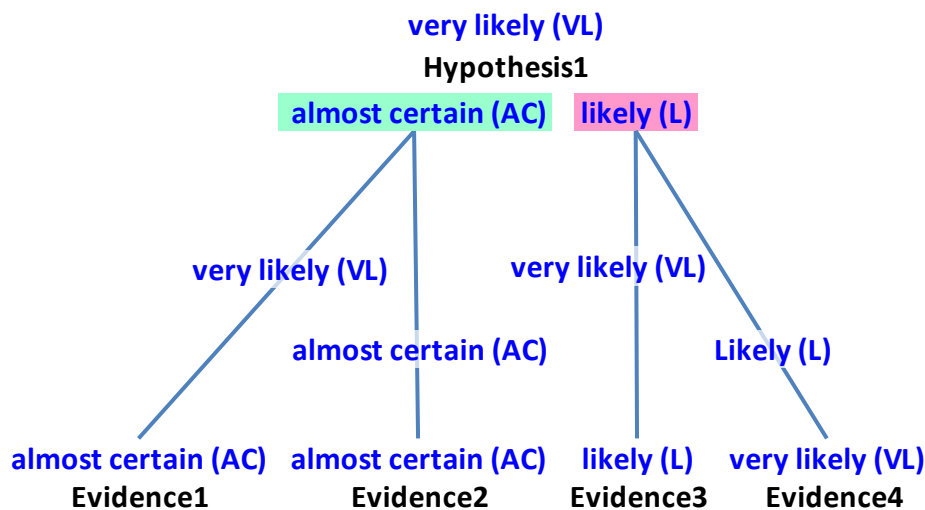 very likely (VL)
Hypothesis1
almost certain (AC) likely (L)
very likely (VL) very likely (VL)
almost certain (AC) Likely (L)
almost certain (AC) almost certain (AC) likely (L) very likely (VL)
Evidence1 Evidence2 Evidence3 Evidence4